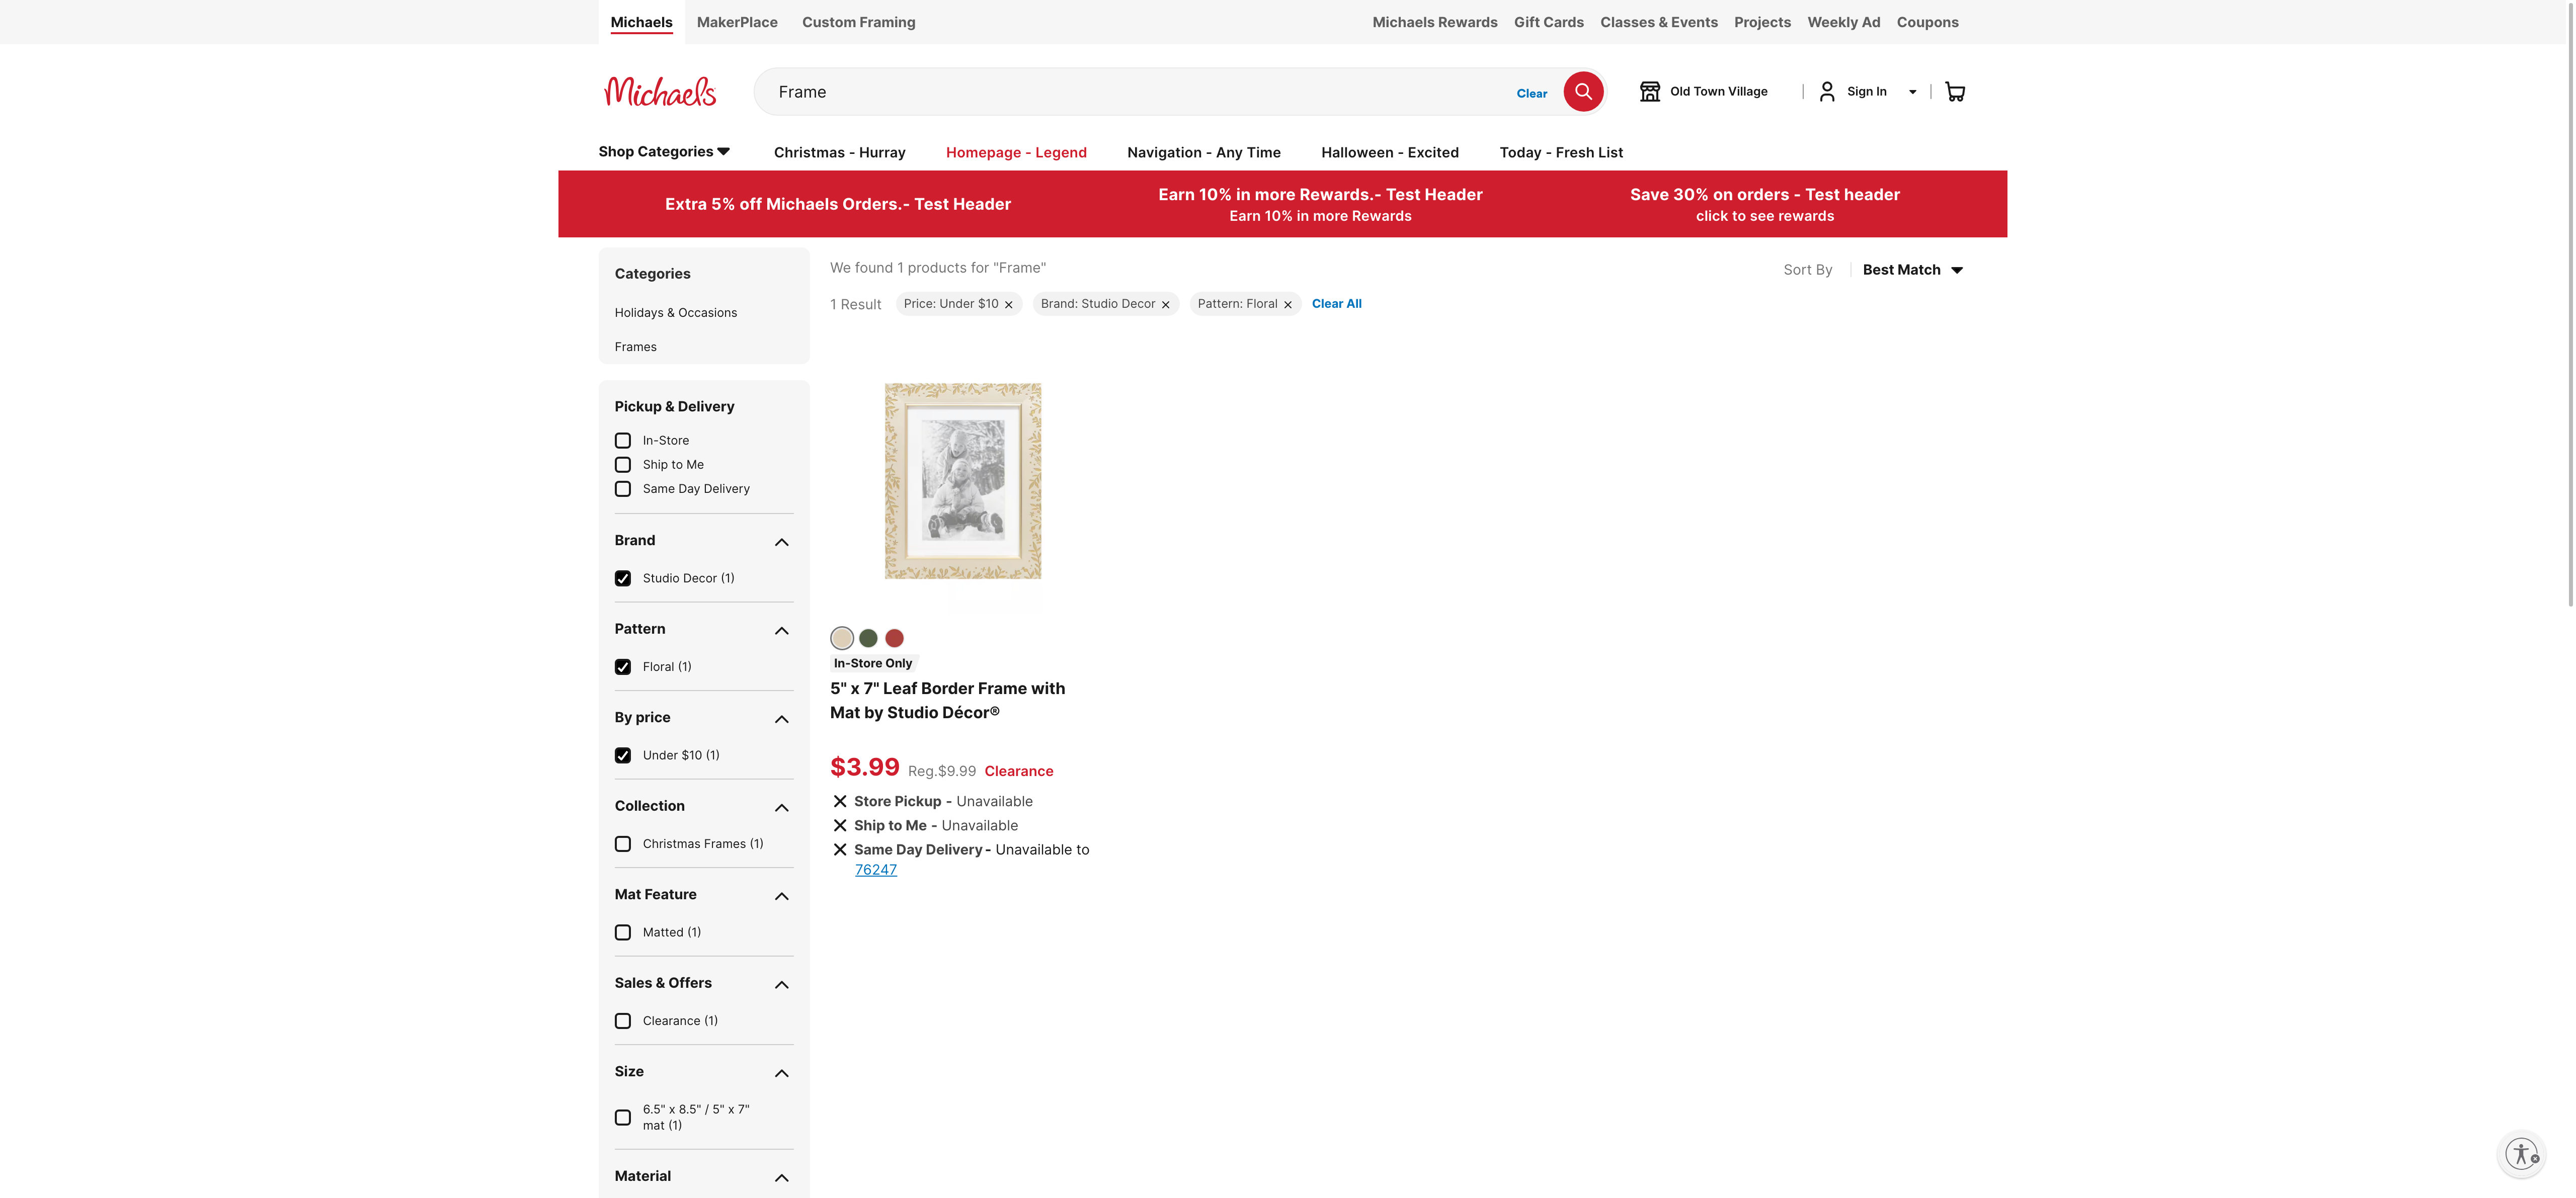 Michaels MakerPlace Custom Framing Michaels Rewards Gift Cards Classes & Events Projects Weekly Ad Coupons
Michaels Frame Clear Old Town Village Sign In
Shop Categories Christmas - Hurray Homepage - Legend Navigation - Any Time Halloween - Excited Today - Fresh List
Extra 5% off Michaels Orders.- Test Header
Earn 10% in more Rewards.- Test Header
Earn 10% in more Rewards
Save 30% on orders - Test header
click to see rewards
Categories
Holidays & Occasions
Frames
Pickup & Delivery
In-Store
Ship to Me
Same Day Delivery
Brand
Studio Decor (1)
Pattern
Floral (1)
By price
Under $10 (1)
Collection
Christmas Frames (1)
Mat Feature
Matted (1)
Sales & Offers
Clearance (1)
Size
6.5" x 8.5" / 5" x 7"
mat (1)
Material
We found 1 products for "Frame"
Sort By Best Match
1 Result Price: Under $10 Brand: Studio Decor Pattern: Floral Clear All
In-Store Only
5" x 7" Leaf Border Frame with
Mat by Studio Décor®
$3.99 Reg.$9.99 Clearance
Store Pickup - Unavailable
Ship to Me - Unavailable
Same Day Delivery - Unavailable to
76247